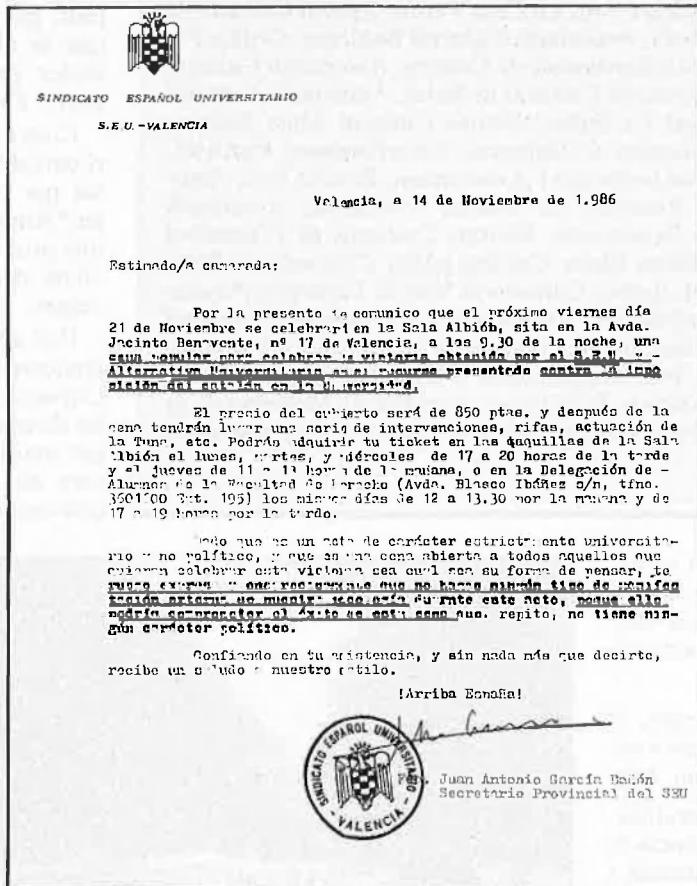 SINDICATO ESPAÑOL UNIVERSITARIO
S.E.U. - VALENCIA
Valencia, a 14 de Noviembre de 1.986
Estimado/a camarada:
Por la presente te comunico que el próximo viernes día
21 de Noviembre se celebrará en la Sala Albiób, sita en la Avda.
Jacinto Benavente, nº 17 de Valencia, a las 9.30 de la noche, una
cena popular para celebrar la victoria obtenida por el S.E.U. y -
Alternativa Universitaria en el recurso presentado contra la impo
sición del catalán en la Universidad.
El precio del cubierto será de 850 ptas. y después de la
cena tendrán lugar una serie de intervenciones, rifas, actuación de
la Tuna, etc. Podrás adquirir tu ticket en las taquillas de la Sala
Albión el lunes, martes, y miércoles de 17 a 20 horas de la tarde
y el jueves de 11 a 13 horas de la mañana, o en la Delegación de -
Alumnos de la Facultad de Derecho (Avda. Blasco Ibáñez s/n, tfno.
3601500 Ext. 195) los mismos días de 12 a 13.30 por la mañana y de
17 a 19 horas por la tarde.
Dado que es un acto de carácter estrictamente universita-
rio y no político, y que es una cena abierta a todos aquellos que
quieran celebrar esta victoria sea cual sea su forma de pensar, te
ruego que no hagas ningún tipo de manifes
tación externa de nuestra ideología durante este acto, porque ello
podría comprometer el éxito de esta cena que, repito, no tiene nin-
gún carácter político.
Confiando en tu asistencia, y sin nada más que decirte,
recibe un saludo a nuestro estilo.
!Arriba España!
Juan Antonio García
Secretario Provincial del SEU
SINDICATO ESPAÑOL UNIVERSITARIO
VALENCIA